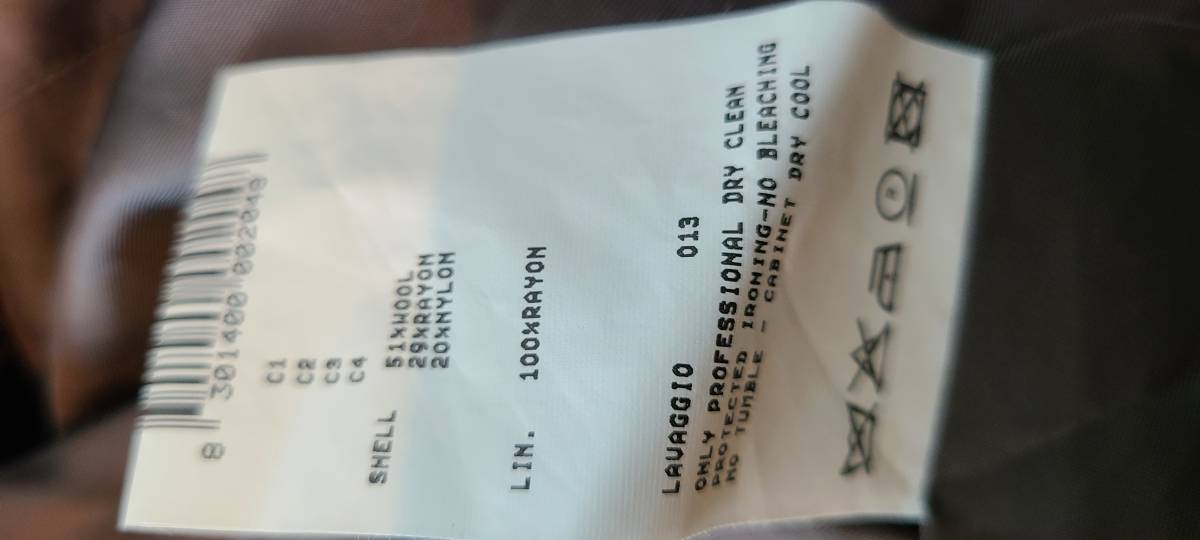 8 301400 002048
C1
C2
C3
C4
SHELL 51%WOOL
29%RAYON
20%NYLON
LIN. 100%RAYON
LAVAGGIO 013
ONLY PROFESSIONAL DRY CLEAN
PROTECTED IRONING-NO BLEACHING
NO TUMBLE - CABINET DRY COOL